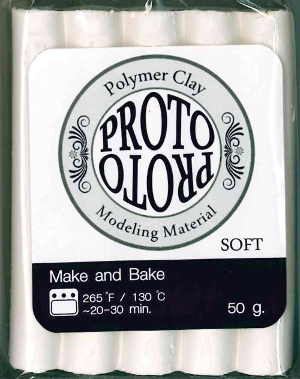 Polymer Clay
PROTO
PROTO
Modeling Material
SOFT
Make and Bake
265 °F / 130 °C
~20-30 min.
50 g.